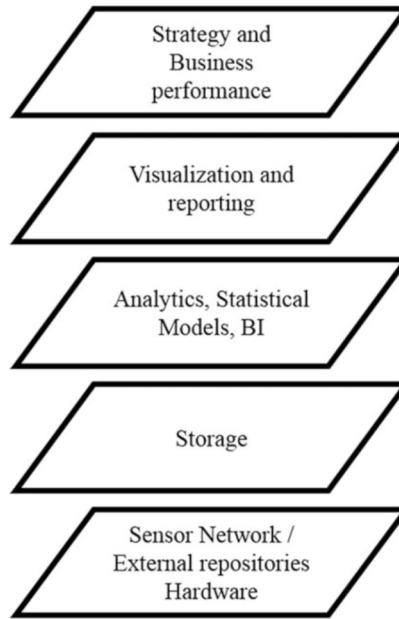 Strategy and
Business
performance
Visualization and
reporting
Analytics, Statistical
Models, BI
Storage
Sensor Network /
External repositories
Hardware